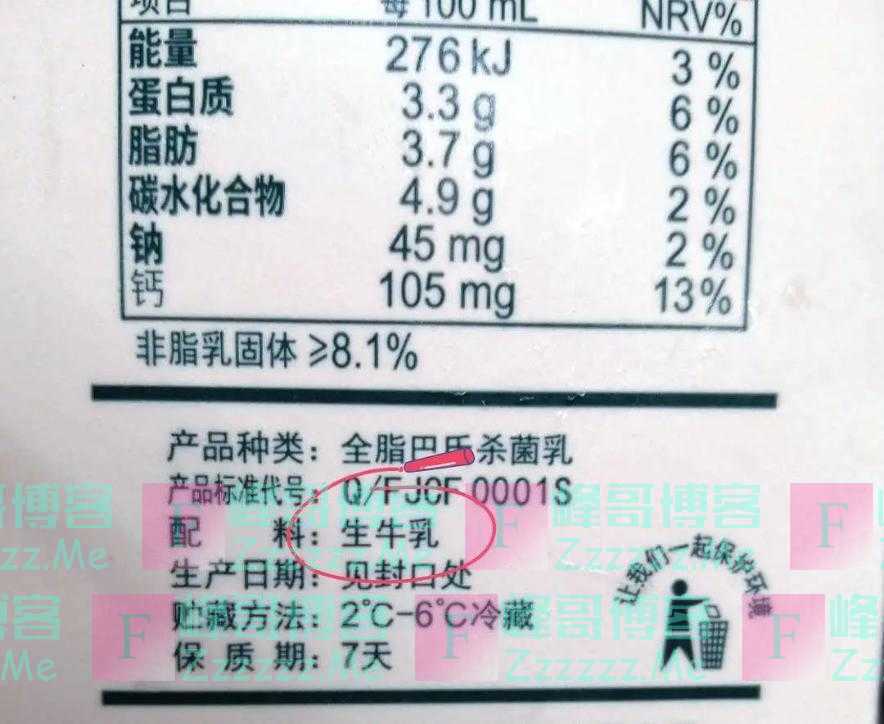 项目 每 100 mL NRV%
能量 276 kJ 3 %
蛋白质 3.3 g 6 %
脂肪 3.7 g 6 %
碳水化合物 4.9 g 2 %
钠 45 mg 2 %
钙 105 mg 13%
非脂乳固体 ≥8.1%
产品种类：全脂巴氏杀菌乳
产品标准代号：Q/FJCF 0001S
配 料：生牛乳
生产日期：见封口处
贮藏方法：2℃-6℃冷藏
保 质 期：7天
让我们一起保护环境
F 峰哥博客
Zzzzzz.Me